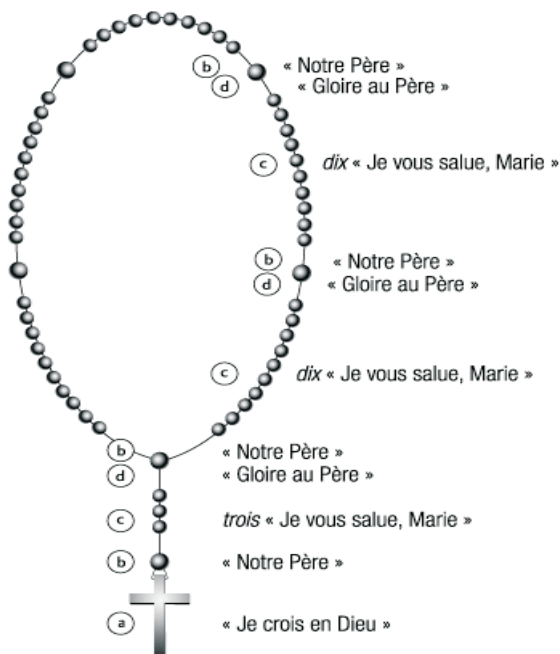 b « Notre Père »
d « Gloire au Père »
c dix « Je vous salue, Marie »
b « Notre Père »
d « Gloire au Père »
c dix « Je vous salue, Marie »
b « Notre Père »
d « Gloire au Père »
c trois « Je vous salue, Marie »
b « Notre Père »
a « Je crois en Dieu »